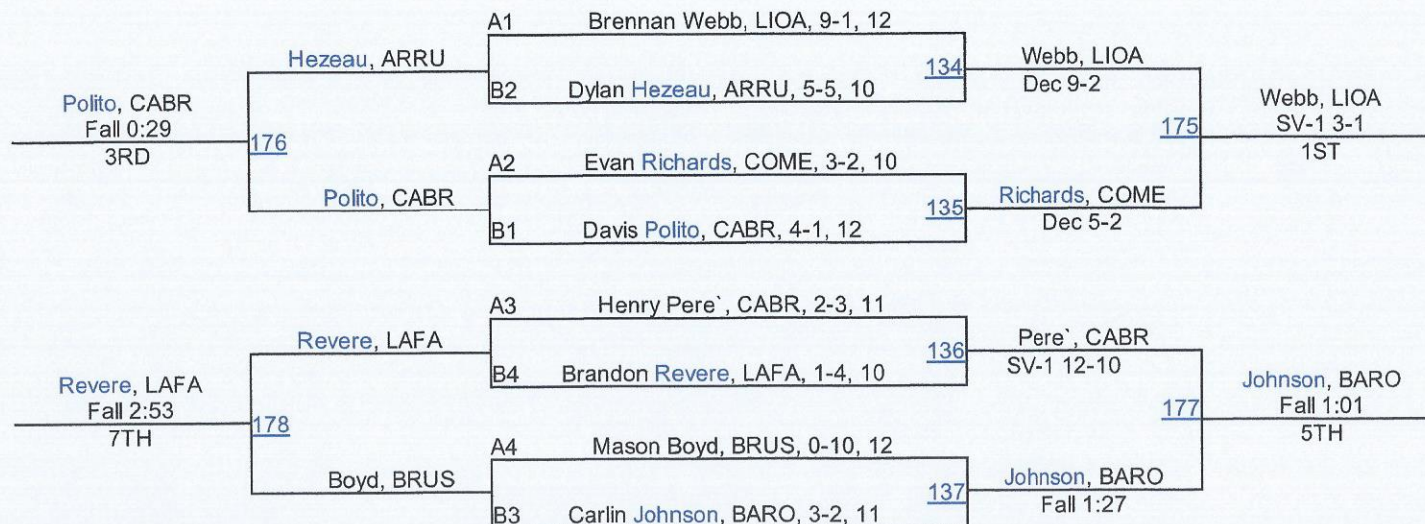 A1 Brennan Webb, LIOA, 9-1, 12
Hezeau, ARRU
134
Webb, LIOA
Dec 9-2
B2 Dylan Hezeau, ARRU, 5-5, 10
Polito, CABR
Fall 0:29
3RD
176
175
Webb, LIOA
SV-1 3-1
1ST
A2 Evan Richards, COME, 3-2, 10
Polito, CABR
135
Richards, COME
Dec 5-2
B1 Davis Polito, CABR, 4-1, 12
A3 Henry Pere`, CABR, 2-3, 11
Revere, LAFA
136
Pere`, CABR
SV-1 12-10
B4 Brandon Revere, LAFA, 1-4, 10
Revere, LAFA
Fall 2:53
7TH
178
177
Johnson, BARO
Fall 1:01
5TH
A4 Mason Boyd, BRUS, 0-10, 12
Boyd, BRUS
137
Johnson, BARO
Fall 1:27
B3 Carlin Johnson, BARO, 3-2, 11